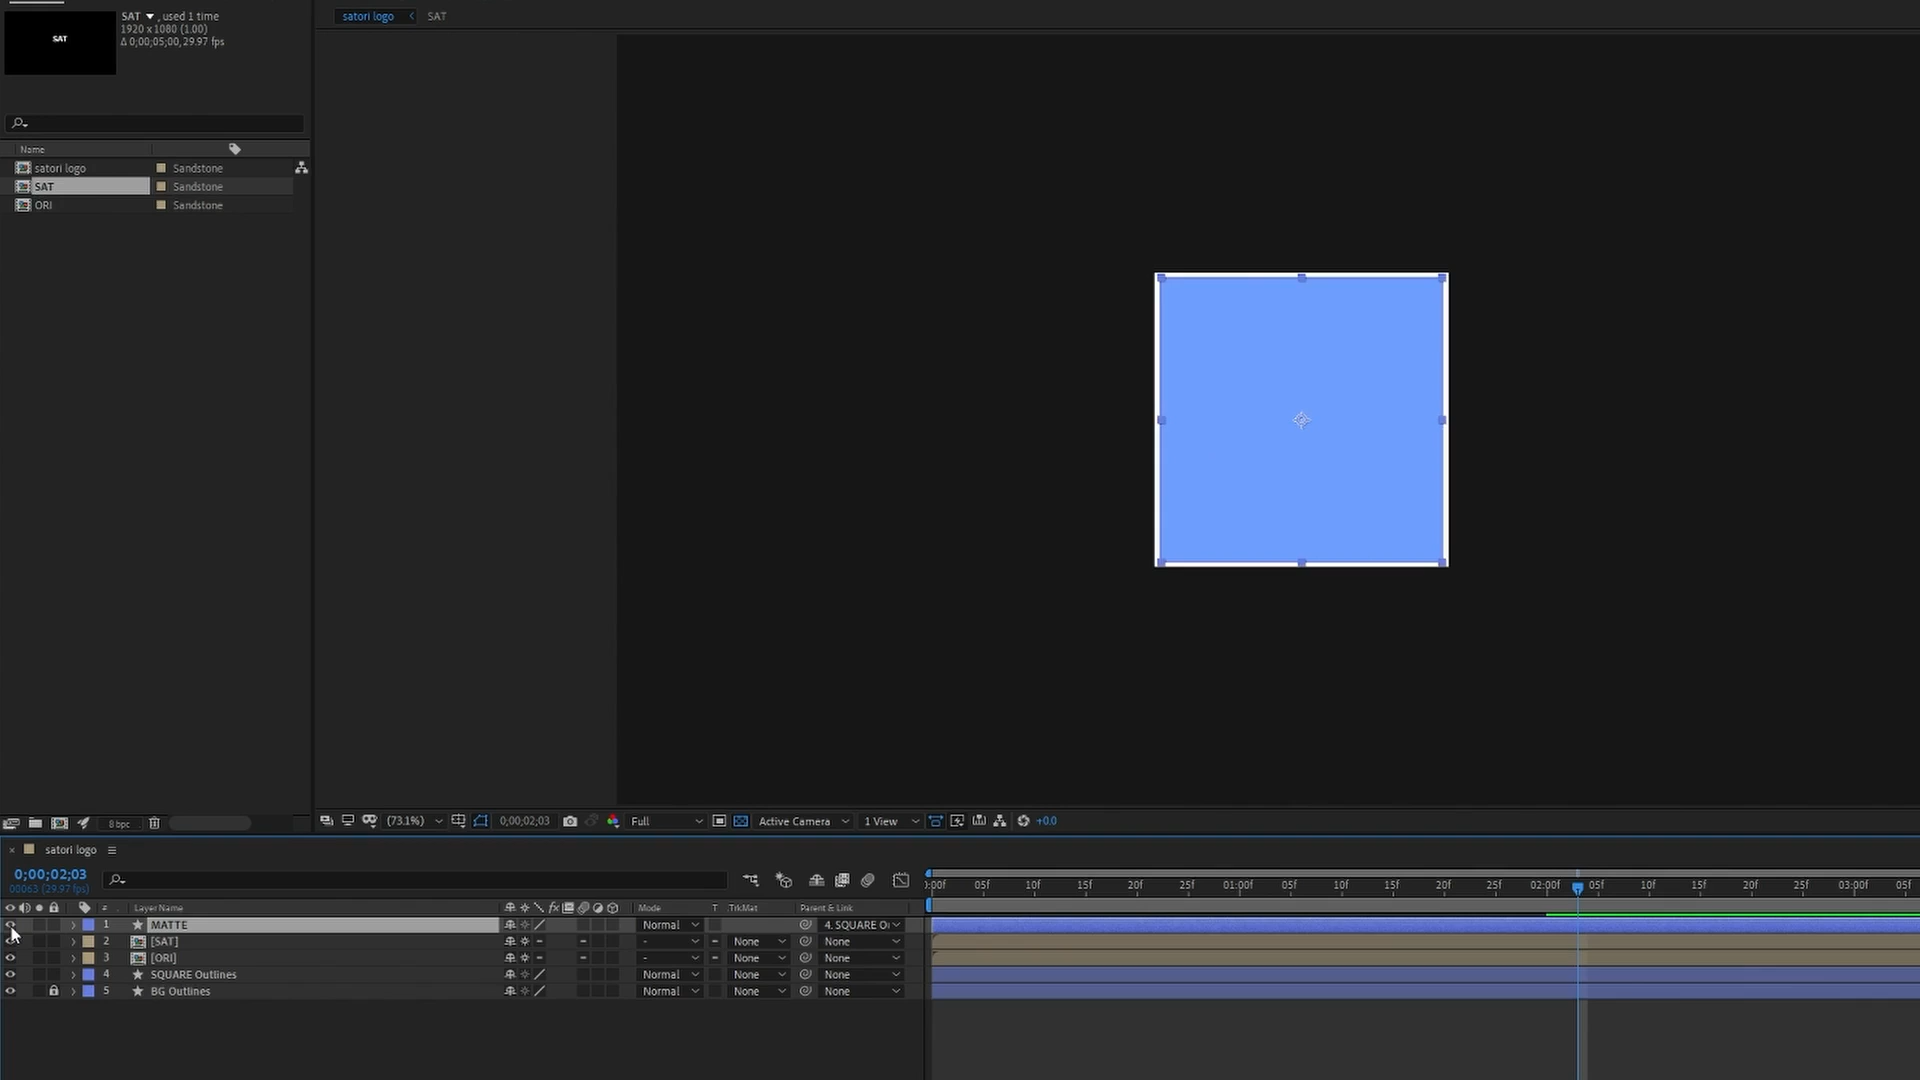 satori logo < SAT
SAT ▼ , used 1 time
1920 x 1080 (1.00)
Δ 0;00;05;00, 29.97 fps
SAT
Name
satori logo Sandstone
SAT Sandstone
ORI Sandstone
8 bpc
(73.1%) 0;00;02;03 Full Active Camera 1 View +0.0
× satori logo ≡
0;00;02;03
00063 (29.97 fps)
:00f 05f 10f 15f 20f 25f 01:00f 05f 10f 15f 20f 25f 02:00f 05f 10f 15f 20f 25f 03:00f 05f
# Layer Name fx Mode T TrkMat Parent & Link
1 MATTE Normal 4. SQUARE O
2 [SAT] - None None
3 [ORI] - None None
4 SQUARE Outlines Normal None None
5 BG Outlines Normal None None